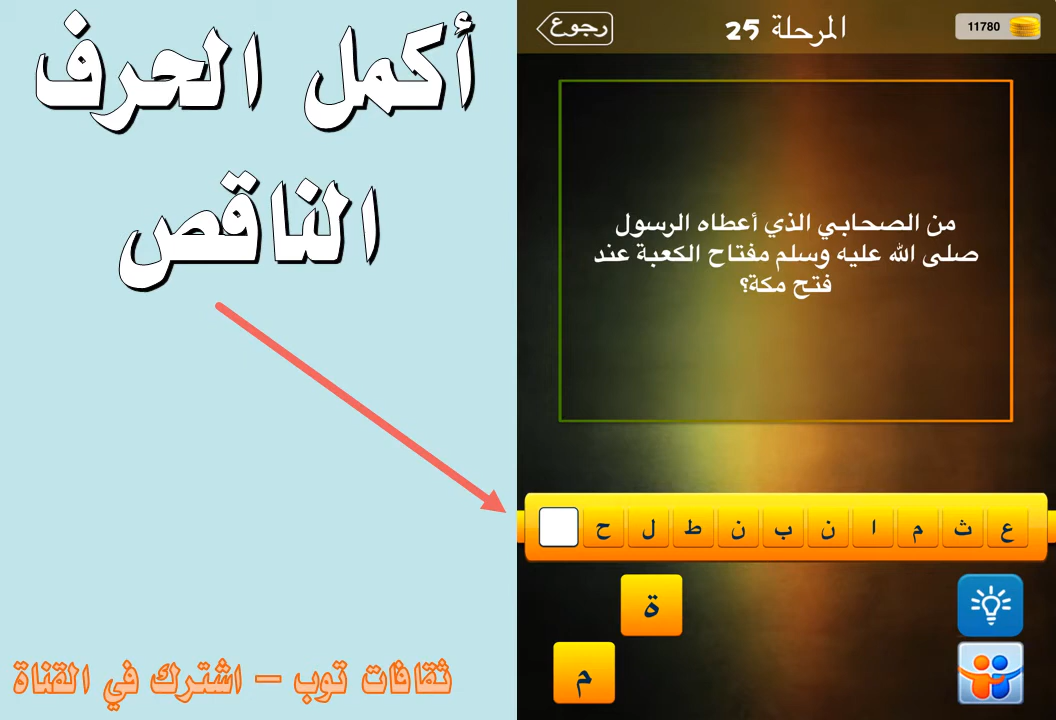 أكمل الحرف
الناقص
ثقافات توب – اشترك في القناة
رجوع
المرحلة 25
11780
من الصحابي الذي أعطاه الرسول
صلى الله عليه وسلم مفتاح الكعبة عند
فتح مكة؟
ع ث م ا ن ب ن ط ل ح
ة
م